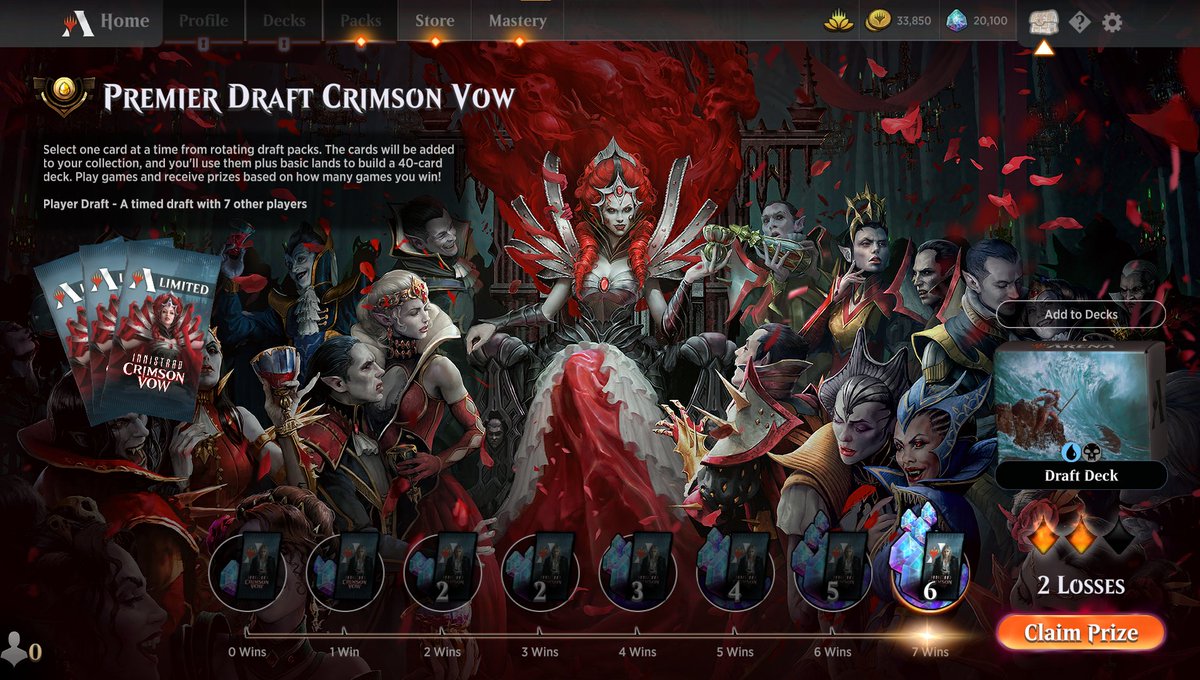 Home
Profile
Decks
Packs
Store
Mastery
33,850
20,100
Premier Draft Crimson Vow
Select one card at a time from rotating draft packs. The cards will be added
to your collection, and you'll use them plus basic lands to build a 40-card
deck. Play games and receive prizes based on how many games you win!
Player Draft - A timed draft with 7 other players
LIMITED
INNISTRAD
CRIMSON
VOW
Add to Decks
ARENA
Draft Deck
2
2
3
4
5
6
0 Wins
1 Win
2 Wins
3 Wins
4 Wins
5 Wins
6 Wins
7 Wins
2 Losses
Claim Prize
0